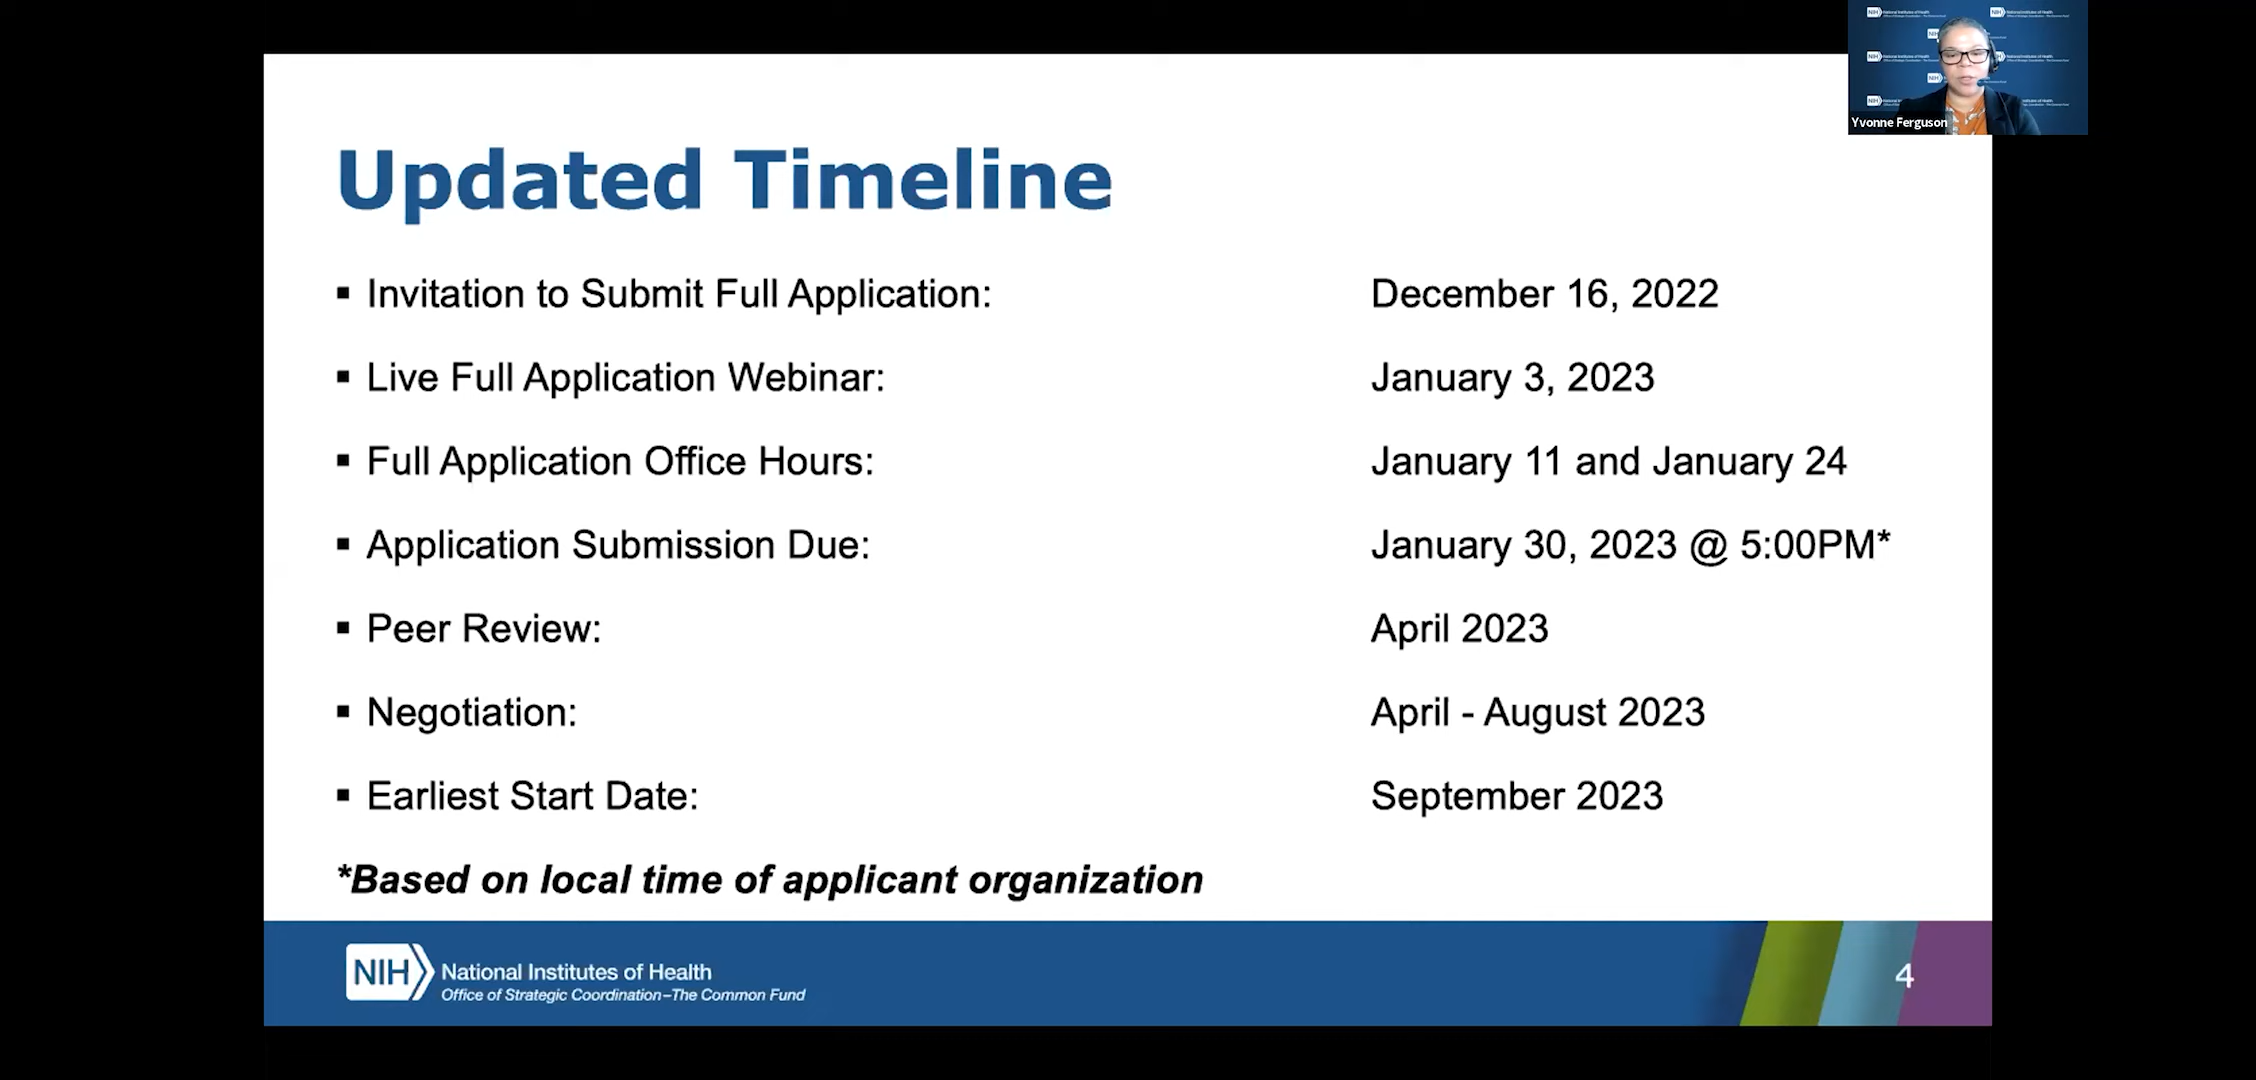 Yvonne Ferguson
Updated Timeline
▪ Invitation to Submit Full Application: December 16, 2022
▪ Live Full Application Webinar: January 3, 2023
▪ Full Application Office Hours: January 11 and January 24
▪ Application Submission Due: January 30, 2023 @ 5:00PM*
▪ Peer Review: April 2023
▪ Negotiation: April - August 2023
▪ Earliest Start Date: September 2023
*Based on local time of applicant organization
NIH National Institutes of Health
Office of Strategic Coordination–The Common Fund
4